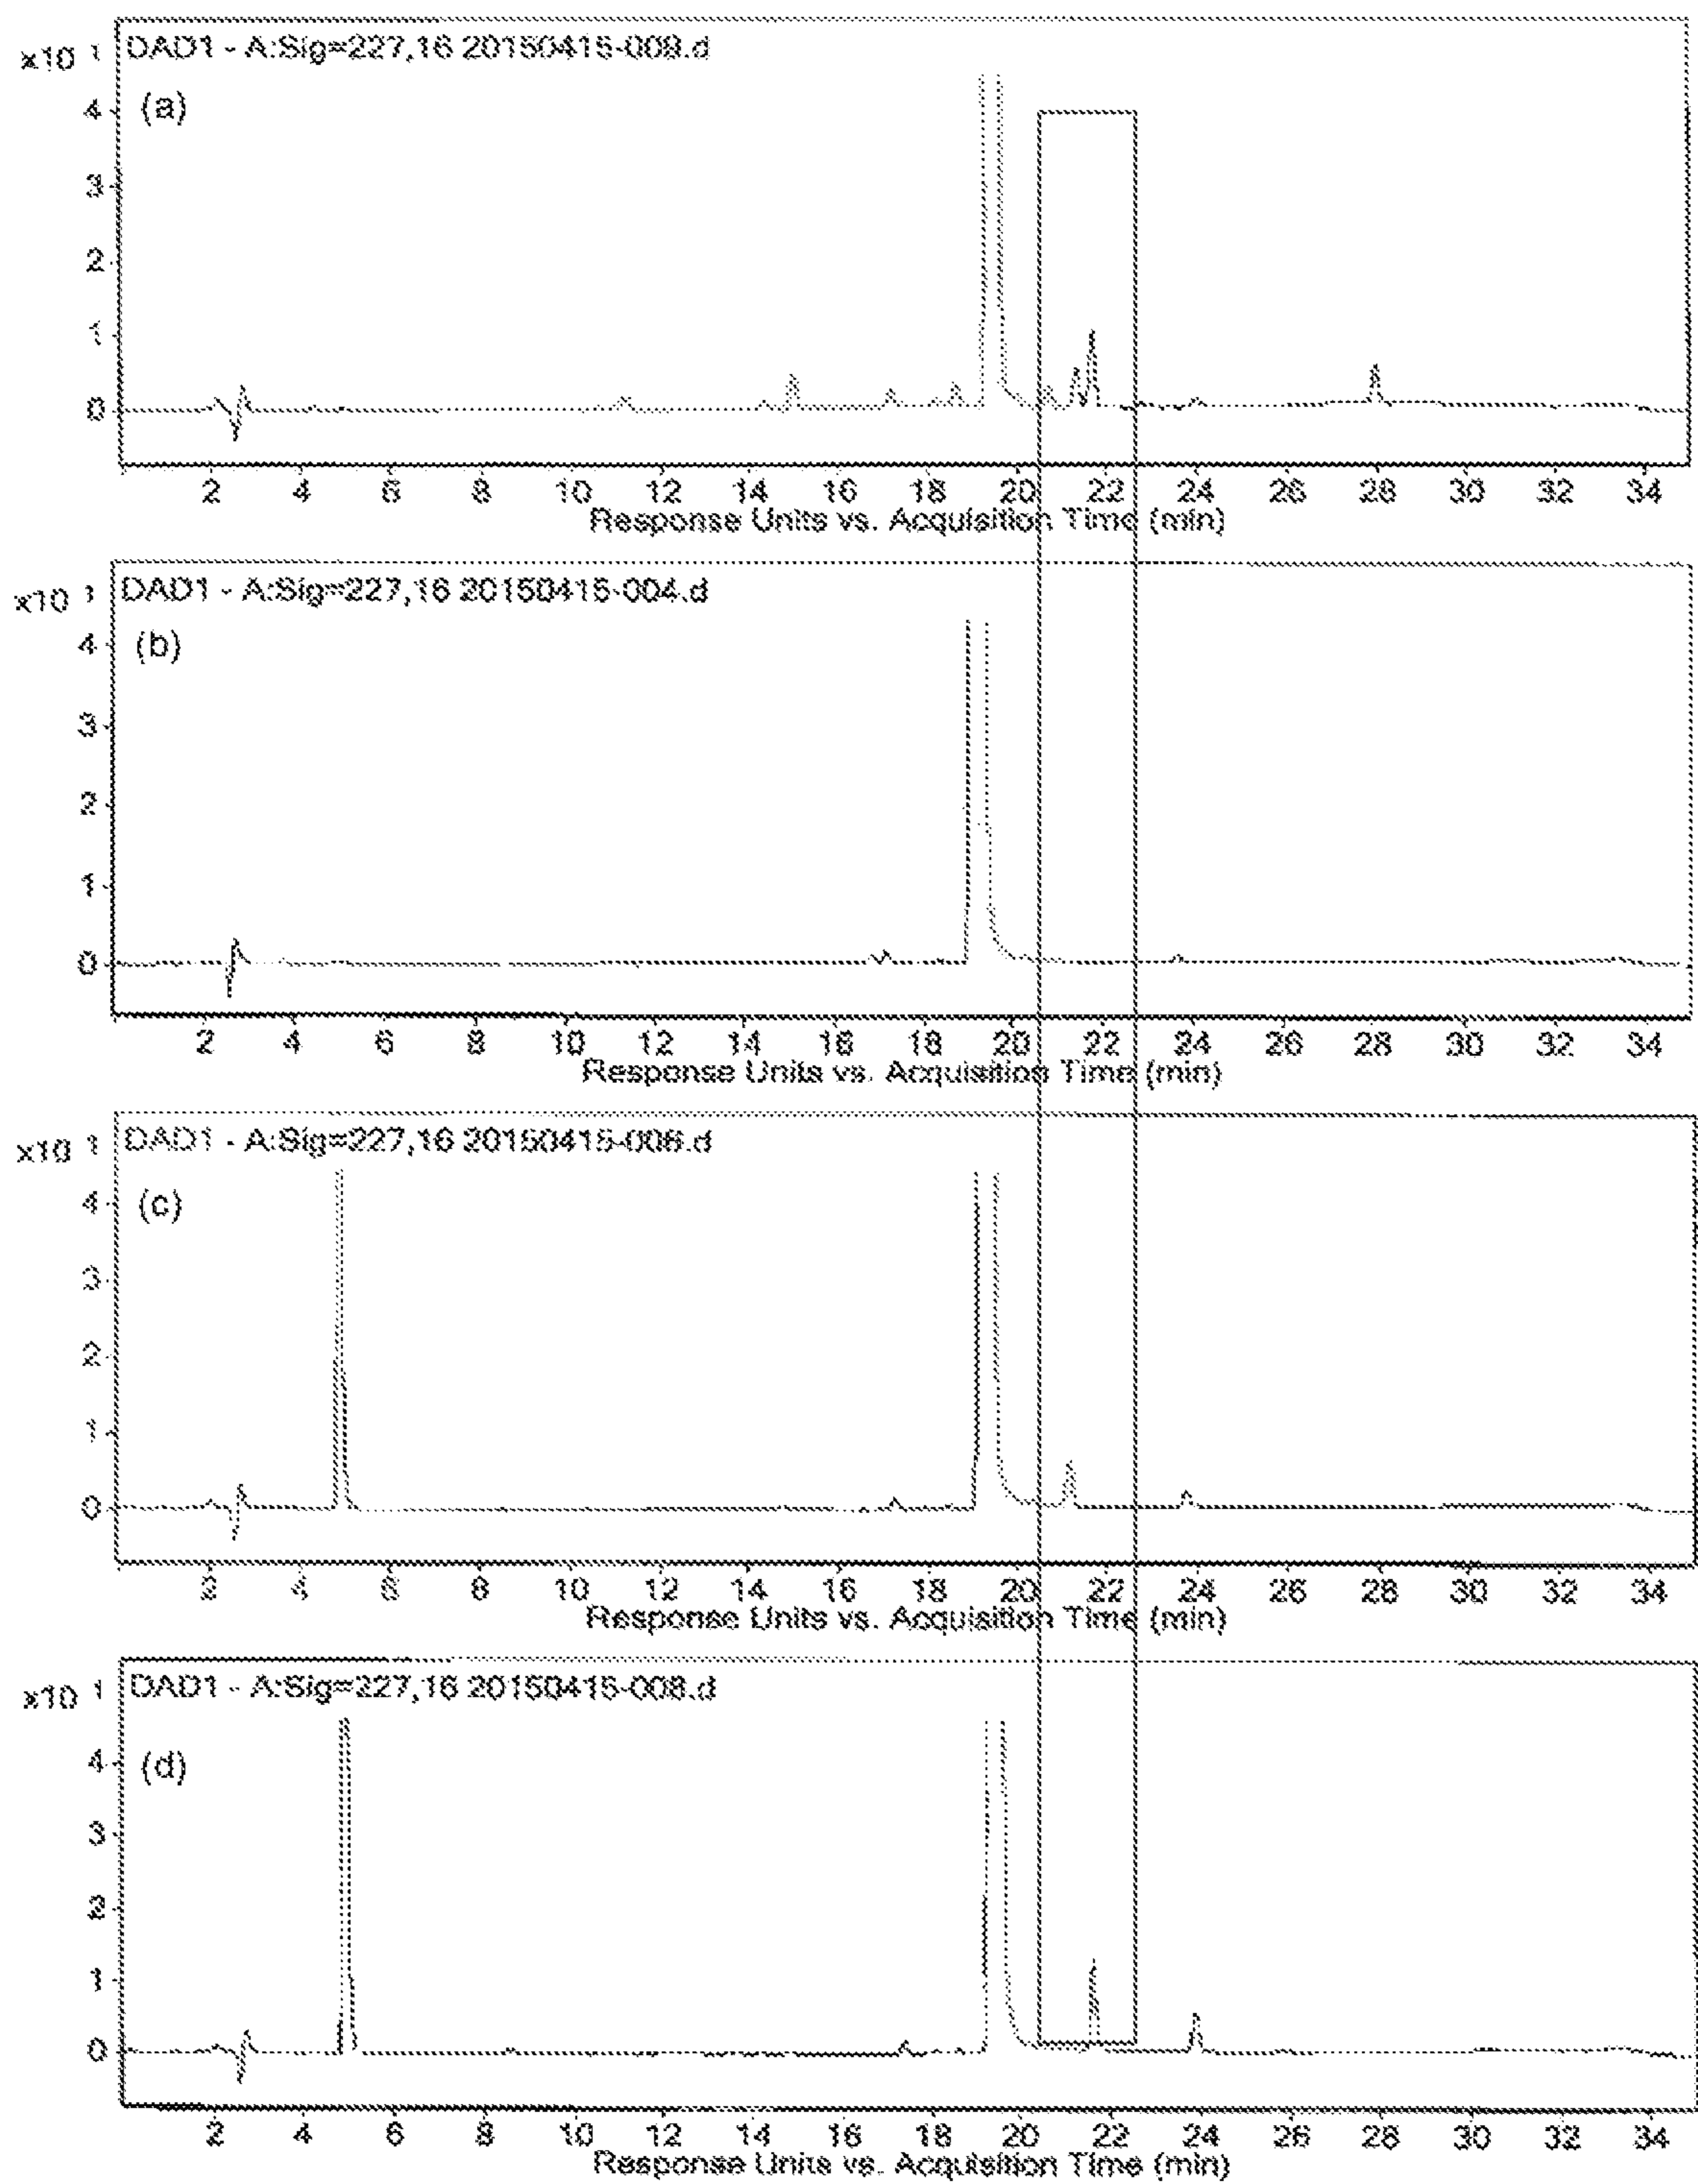 x10 1 DAD1 - A:Sig=227,16 20150415-009.d
(a)
4
3
2
1
0
2 4 6 8 10 12 14 16 18 20 22 24 26 28 30 32 34
Response Units vs. Acquisition Time (min)
x10 1 DAD1 - A:Sig=227,16 20150415-004.d
(b)
4
3
2
1
0
2 4 6 8 10 12 14 16 18 20 22 24 26 28 30 32 34
Response Units vs. Acquisition Time (min)
x10 1 DAD1 - A:Sig=227,16 20150415-006.d
(c)
4
3
2
1
0
2 4 6 8 10 12 14 16 18 20 22 24 26 28 30 32 34
Response Units vs. Acquisition Time (min)
x10 1 DAD1 - A:Sig=227,16 20150415-008.d
(d)
4
3
2
1
0
2 4 6 8 10 12 14 16 18 20 22 24 26 28 30 32 34
Response Units vs. Acquisition Time (min)